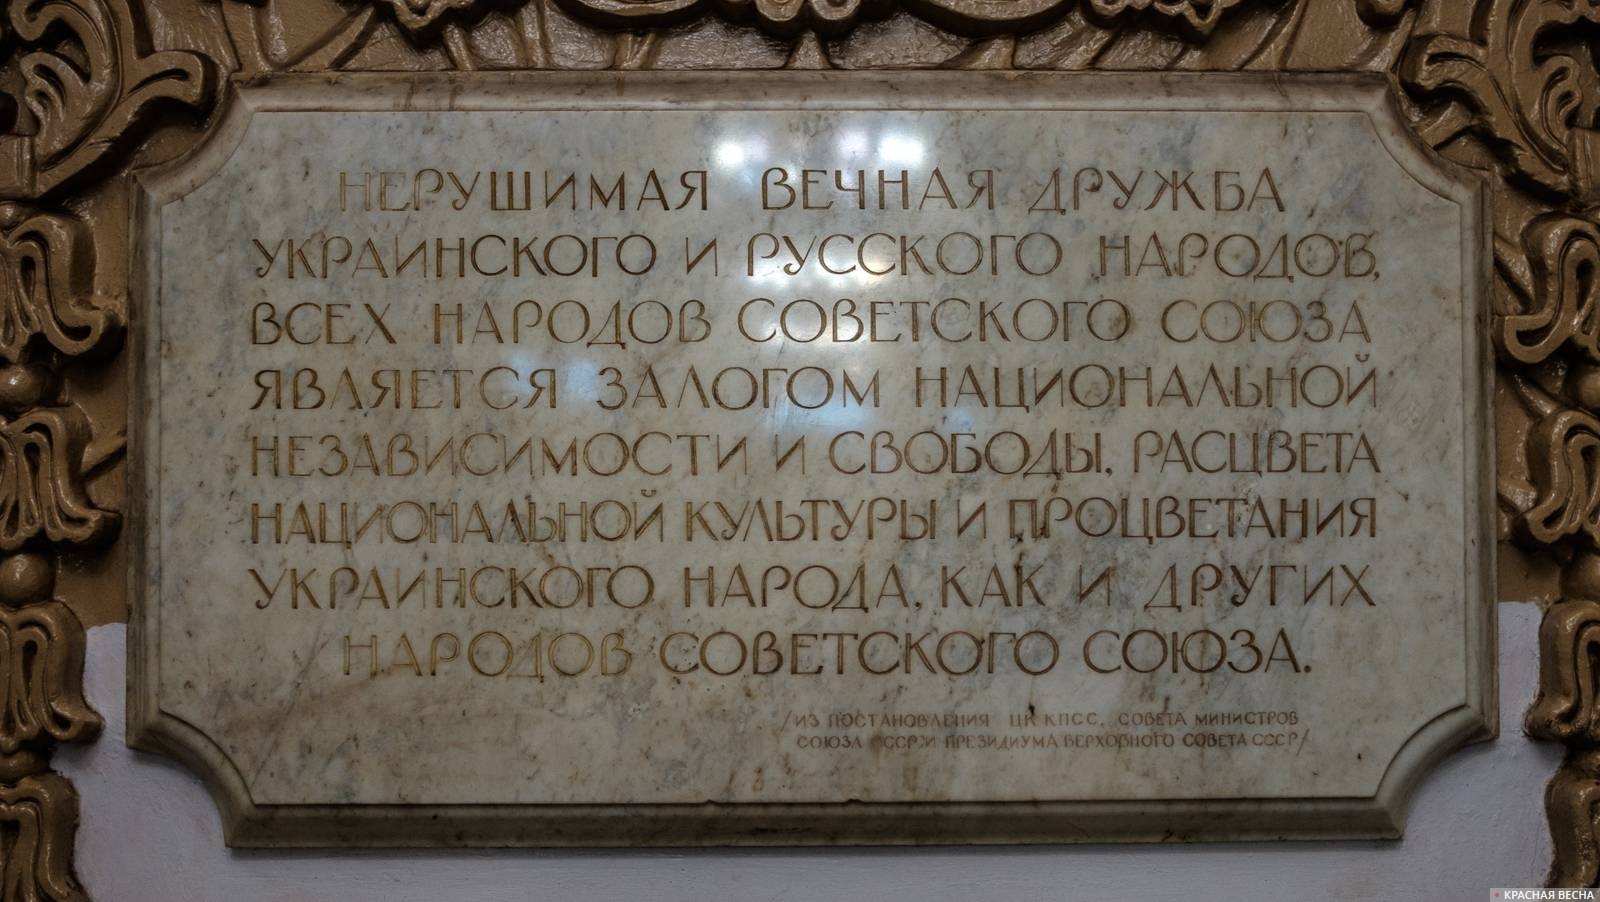 НЕРУШИМАЯ ВЕЧНАЯ ДРУЖБА
УКРАИНСКОГО И РУССКОГО НАРОДОВ,
ВСЕХ НАРОДОВ СОВЕТСКОГО СОЮЗА
ЯВЛЯЕТСЯ ЗАЛОГОМ НАЦИОНАЛЬНОЙ
НЕЗАВИСИМОСТИ И СВОБОДЫ, РАСЦВЕТА
НАЦИОНАЛЬНОЙ КУЛЬТУРЫ И ПРОЦВЕТАНИЯ
УКРАИНСКОГО НАРОДА, КАК И ДРУГИХ
НАРОДОВ СОВЕТСКОГО СОЮЗА.
/ИЗ ПОСТАНОВЛЕНИЯ ЦК КПСС, СОВЕТА МИНИСТРОВ
СОЮЗА ССР И ПРЕЗИДИУМА ВЕРХОВНОГО СОВЕТА СССР/
КРАСНАЯ ВЕСНА